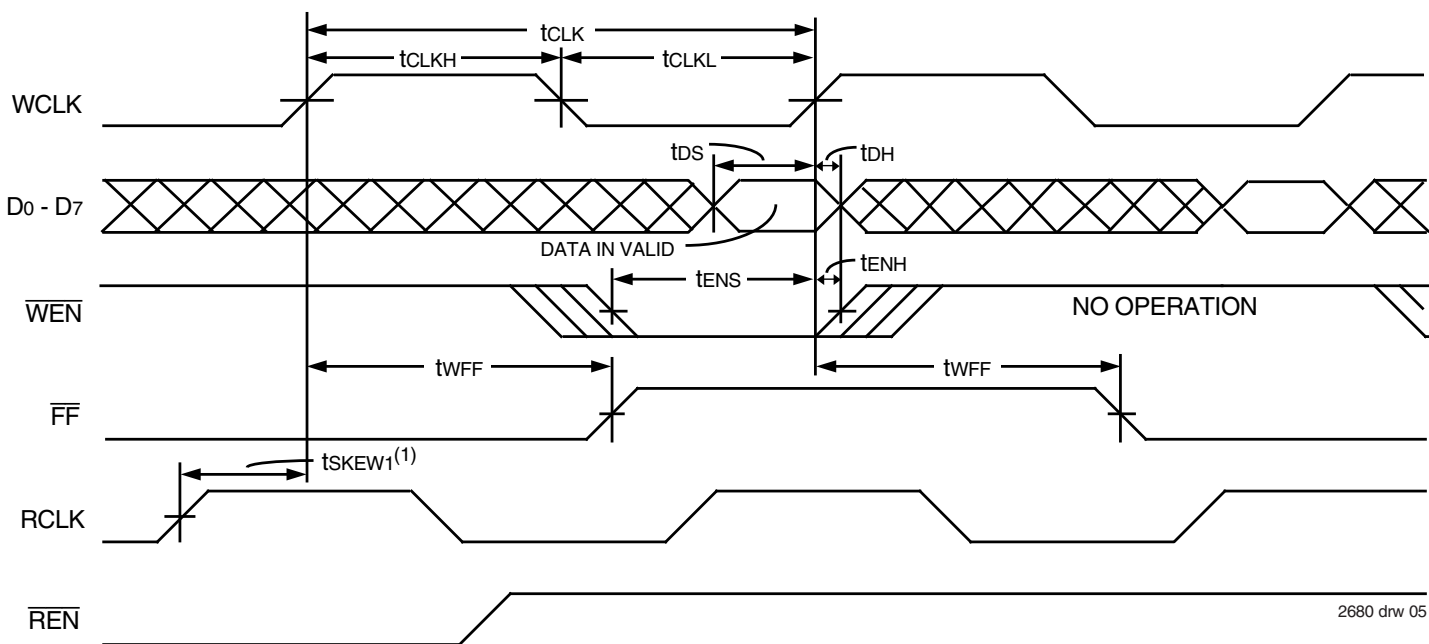 tCLK
tCLKH
tCLKL
WCLK
tDS
tDH
D0 - D7
DATA IN VALID
tENS
tENH
WEN
NO OPERATION
tWFF
tWFF
FF
tSKEW1(1)
RCLK
REN
2680 drw 05